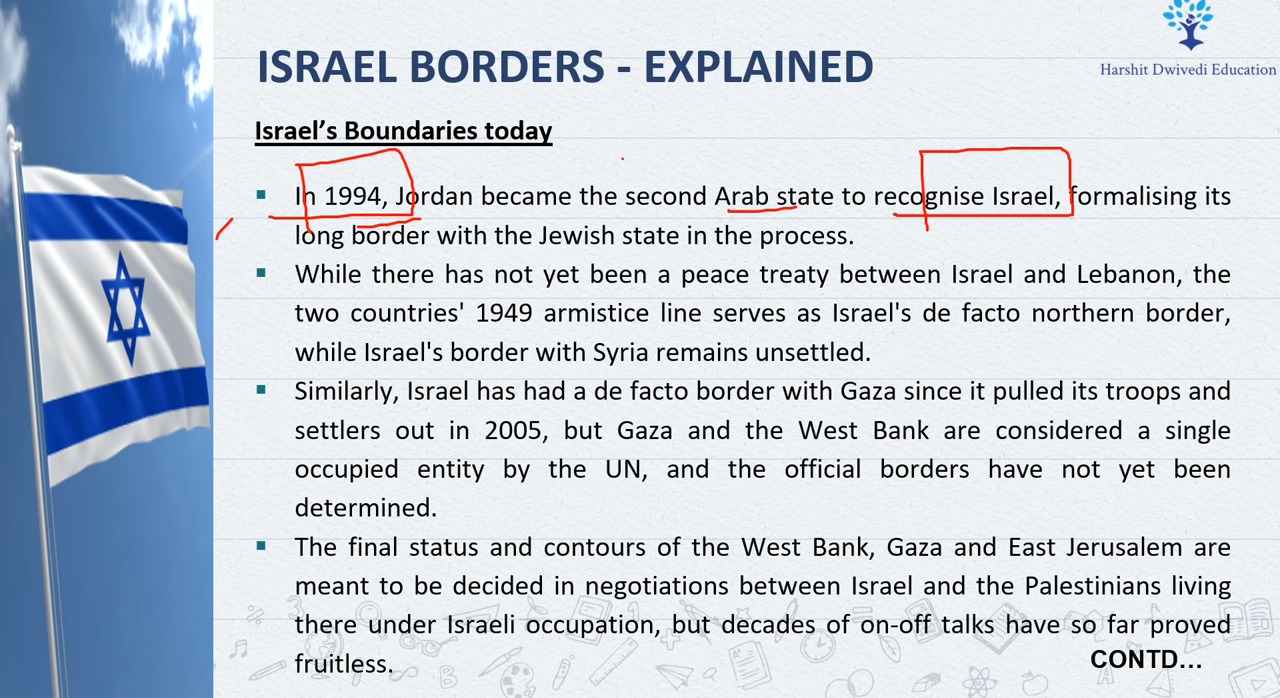 Harshit Dwivedi Education
ISRAEL BORDERS - EXPLAINED
Israel’s Boundaries today
▪ In 1994, Jordan became the second Arab state to recognise Israel, formalising its
long border with the Jewish state in the process.
▪ While there has not yet been a peace treaty between Israel and Lebanon, the
two countries' 1949 armistice line serves as Israel's de facto northern border,
while Israel's border with Syria remains unsettled.
▪ Similarly, Israel has had a de facto border with Gaza since it pulled its troops and
settlers out in 2005, but Gaza and the West Bank are considered a single
occupied entity by the UN, and the official borders have not yet been
determined.
▪ The final status and contours of the West Bank, Gaza and East Jerusalem are
meant to be decided in negotiations between Israel and the Palestinians living
there under Israeli occupation, but decades of on-off talks have so far proved
fruitless.
CONTD...